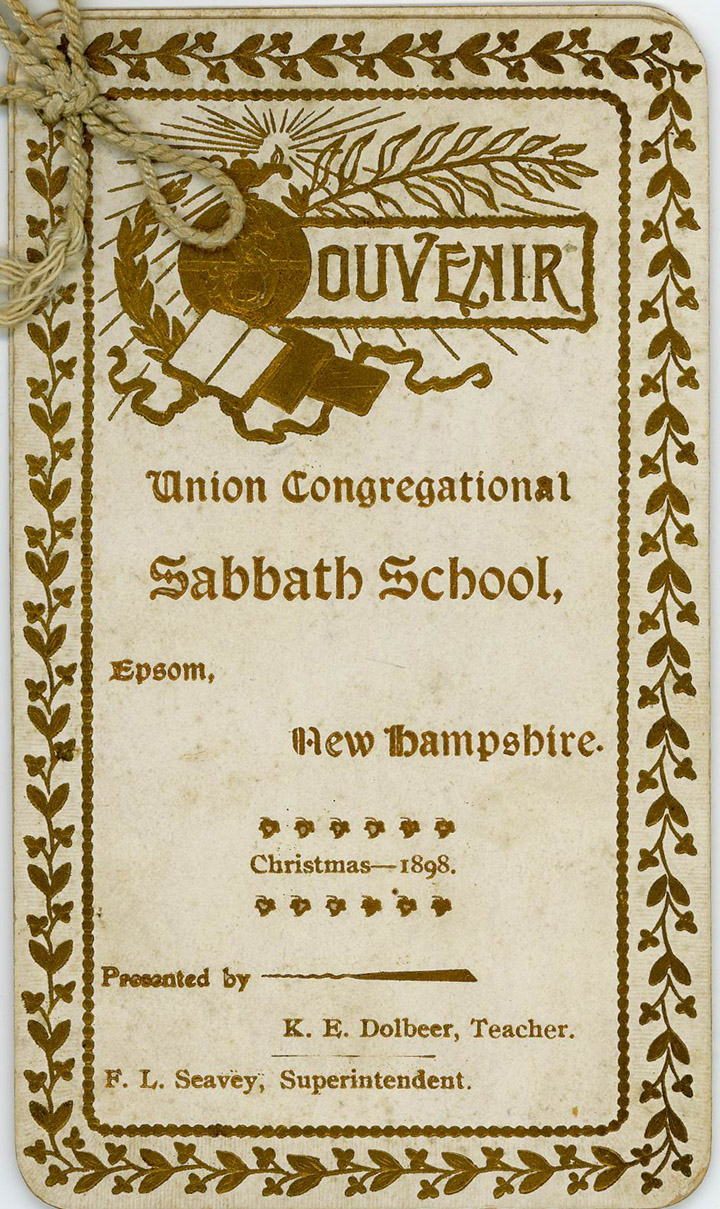 SOUVENIR
Union Congregational
Sabbath School,
Epsom,
New Hampshire.
Christmas—1898.
Presented by
K. E. Dolbeer, Teacher.
F. L. Seavey, Superintendent.